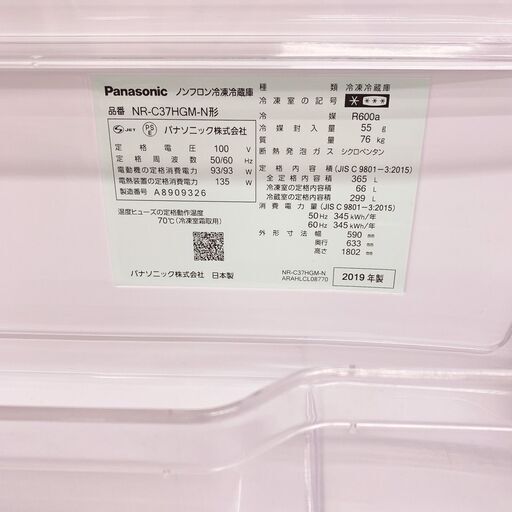 Panasonic ノンフロン冷凍冷蔵庫
品番 NR-C37HGM-N形
JET PSE パナソニック株式会社
定格電圧 100 V
定格周波数 50/60 Hz
電動機の定格消費電力 93/93 W
電熱装置の定格消費電力 135 W
製造番号 A8909326
温度ヒューズの定格動作温度
70℃(冷凍室霜取用)
パナソニック株式会社 日本製
種類 冷凍冷蔵庫
冷凍室の記号
冷媒 R600a
冷媒封入量 55 g
質量 76 kg
断熱発泡ガス シクロペンタン
定格内容積(JIS C 9801-3:2015)
全定格内容積 365 L
冷凍室の定格内容積 66 L
冷蔵室の定格内容積 299 L
消費電力量(JIS C 9801-3:2015)
50Hz 345 kWh/年
60Hz 345 kWh/年
外形寸法 幅 590 mm
奥行 633 mm
高さ 1802 mm
NR-C37HGM-N
ARAHLCL08770
2019年製